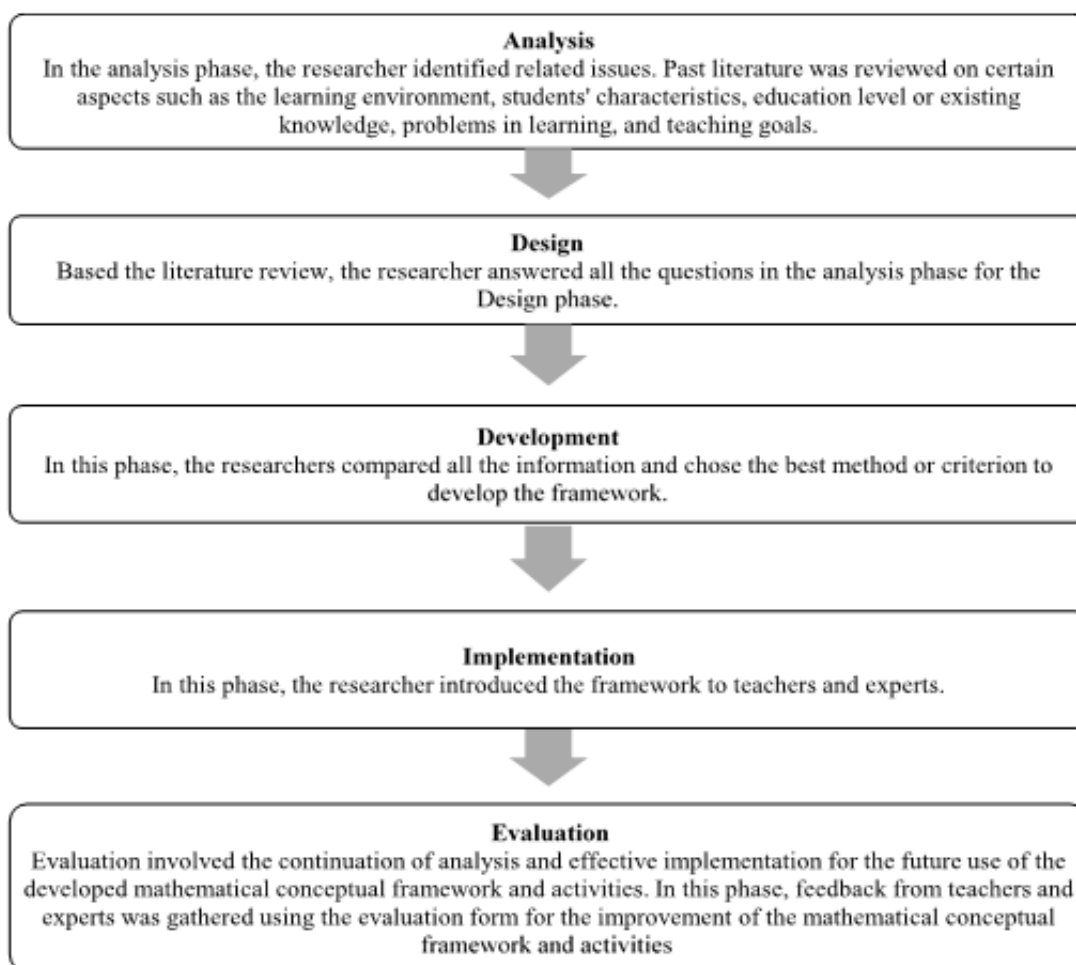 Analysis
In the analysis phase, the researcher identified related issues. Past literature was reviewed on certain
aspects such as the learning environment, students' characteristics, education level or existing
knowledge, problems in learning, and teaching goals.
Design
Based the literature review, the researcher answered all the questions in the analysis phase for the
Design phase.
Development
In this phase, the researchers compared all the information and chose the best method or criterion to
develop the framework.
Implementation
In this phase, the researcher introduced the framework to teachers and experts.
Evaluation
Evaluation involved the continuation of analysis and effective implementation for the future use of the
developed mathematical conceptual framework and activities. In this phase, feedback from teachers and
experts was gathered using the evaluation form for the improvement of the mathematical conceptual
framework and activities